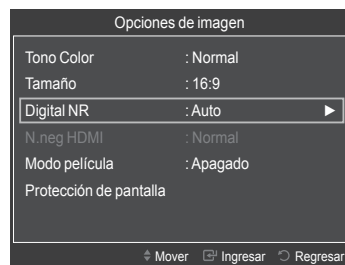 Opciones de imagen
Tono Color : Normal
Tamaño : 16:9
Digital NR : Auto ►
N.neg HDMI : Normal
Modo película : Apagado
Protección de pantalla
Mover Ingresar Regresar